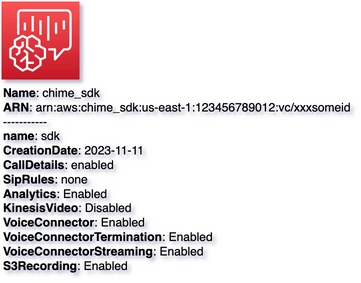 Name: chime_sdk
ARN: arn:aws:chime_sdk:us-east-1:123456789012:vc/xxxsomeid
-----------
name: sdk
CreationDate: 2023-11-11
CallDetails: enabled
SipRules: none
Analytics: Enabled
KinesisVideo: Disabled
VoiceConnector: Enabled
VoiceConnectorTermination: Enabled
VoiceConnectorStreaming: Enabled
S3Recording: Enabled